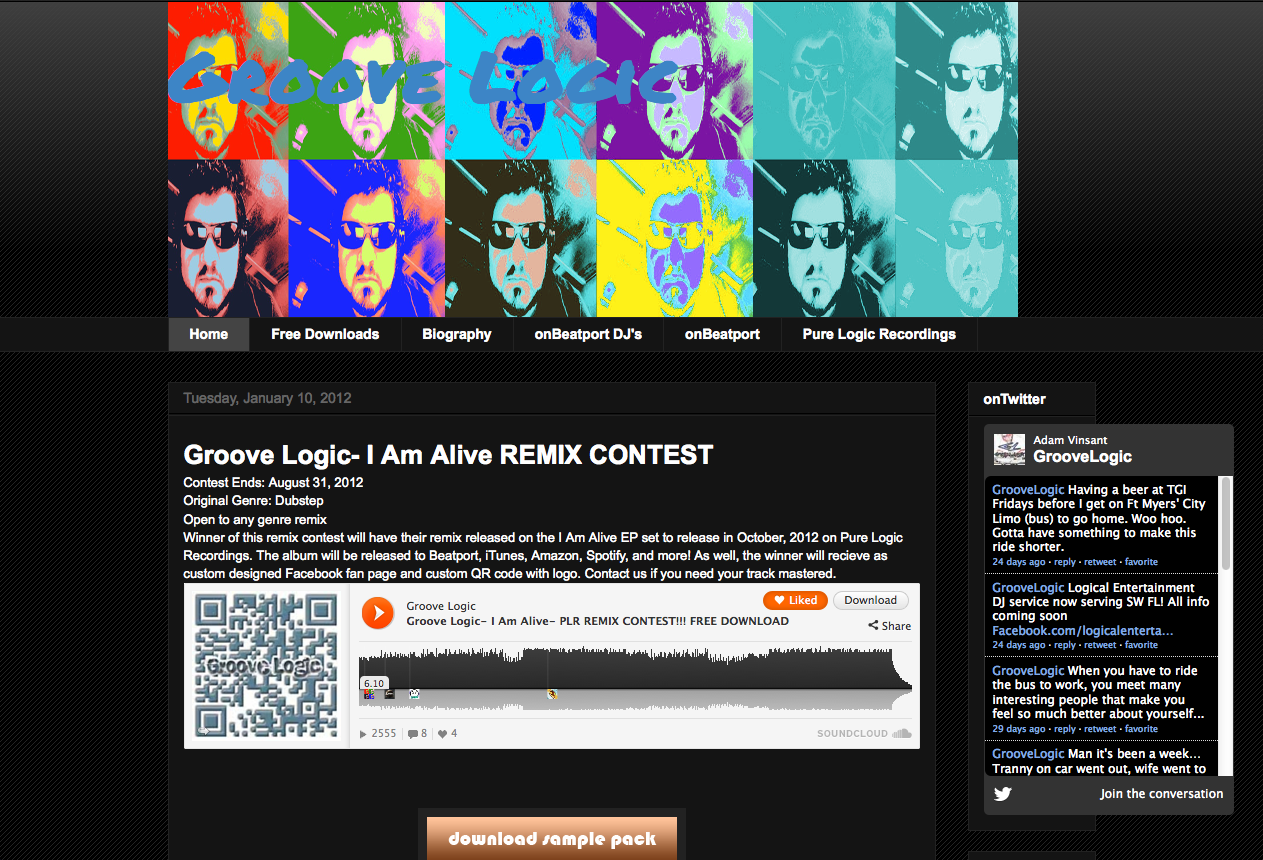 Groove Logic
Home
Free Downloads
Biography
onBeatport DJ's
onBeatport
Pure Logic Recordings
Tuesday, January 10, 2012
Groove Logic- I Am Alive REMIX CONTEST
Contest Ends: August 31, 2012
Original Genre: Dubstep
Open to any genre remix
Winner of this remix contest will have their remix released on the I Am Alive EP set to release in October, 2012 on Pure Logic
Recordings. The album will be released to Beatport, iTunes, Amazon, Spotify, and more! As well, the winner will recieve as
custom designed Facebook fan page and custom QR code with logo. Contact us if you need your track mastered.
Groove Logic
Groove Logic
Groove Logic- I Am Alive- PLR REMIX CONTEST!!! FREE DOWNLOAD
Liked
Download
Share
6.10
2555
8
4
SOUNDCLOUD
download sample pack
onTwitter
Adam Vinsant
GrooveLogic
GrooveLogic Having a beer at TGI
Fridays before I get on Ft Myers' City
Limo (bus) to go home. Woo hoo.
Gotta have something to make this
ride shorter.
24 days ago · reply · retweet · favorite
GrooveLogic Logical Entertainment
DJ service now serving SW FL! All info
coming soon
Facebook.com/logicalenterta...
24 days ago · reply · retweet · favorite
GrooveLogic When you have to ride
the bus to work, you meet many
interesting people that make you
feel so much better about yourself...
29 days ago · reply · retweet · favorite
GrooveLogic Man it's been a week...
Tranny on car went out, wife went to
Join the conversation